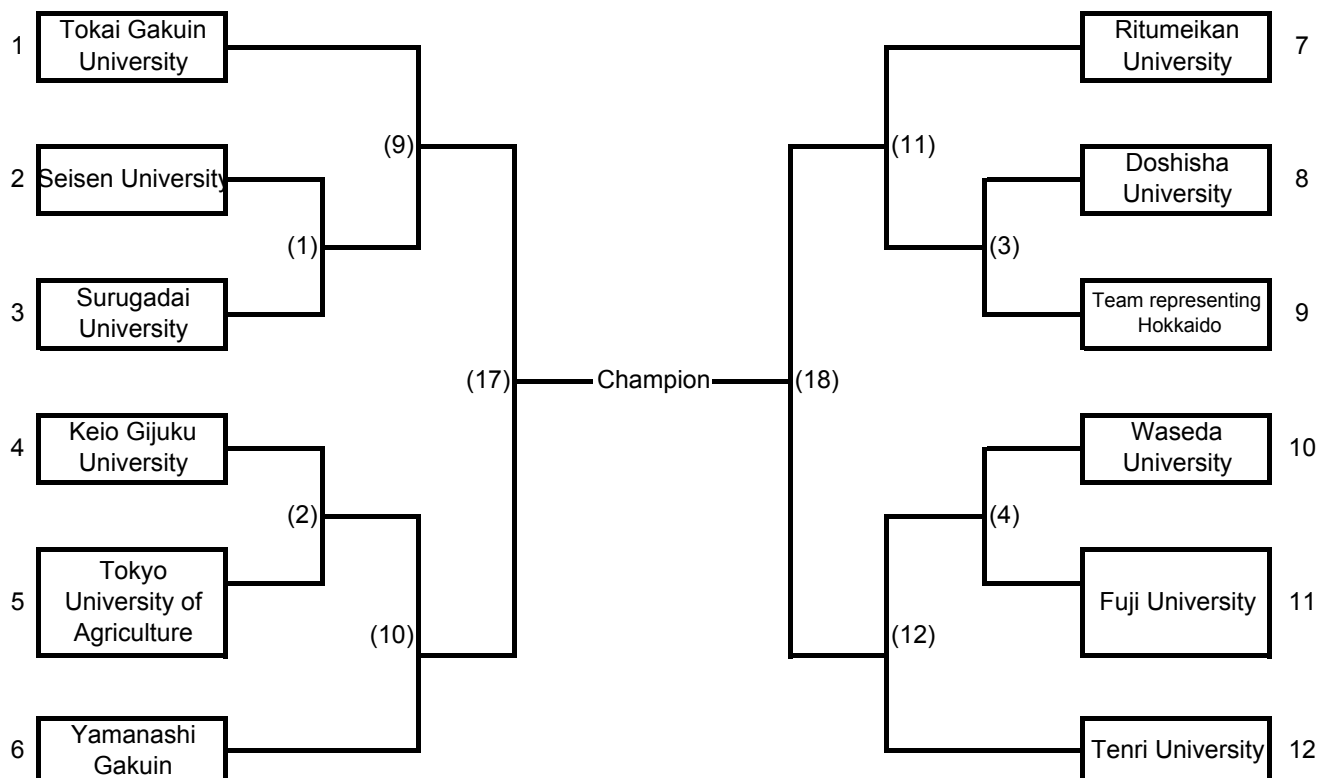 1
Tokai Gakuin
University
(9)
2
Seisen University
(1)
3
Surugadai
University
(17)
4
Keio Gijuku
University
(2)
5
Tokyo
University of
Agriculture
(10)
6
Yamanashi
Gakuin
Champion
Ritumeikan
University
7
(11)
Doshisha
University
8
(3)
Team representing
Hokkaido
9
(18)
Waseda
University
10
(4)
Fuji University
11
(12)
Tenri University
12